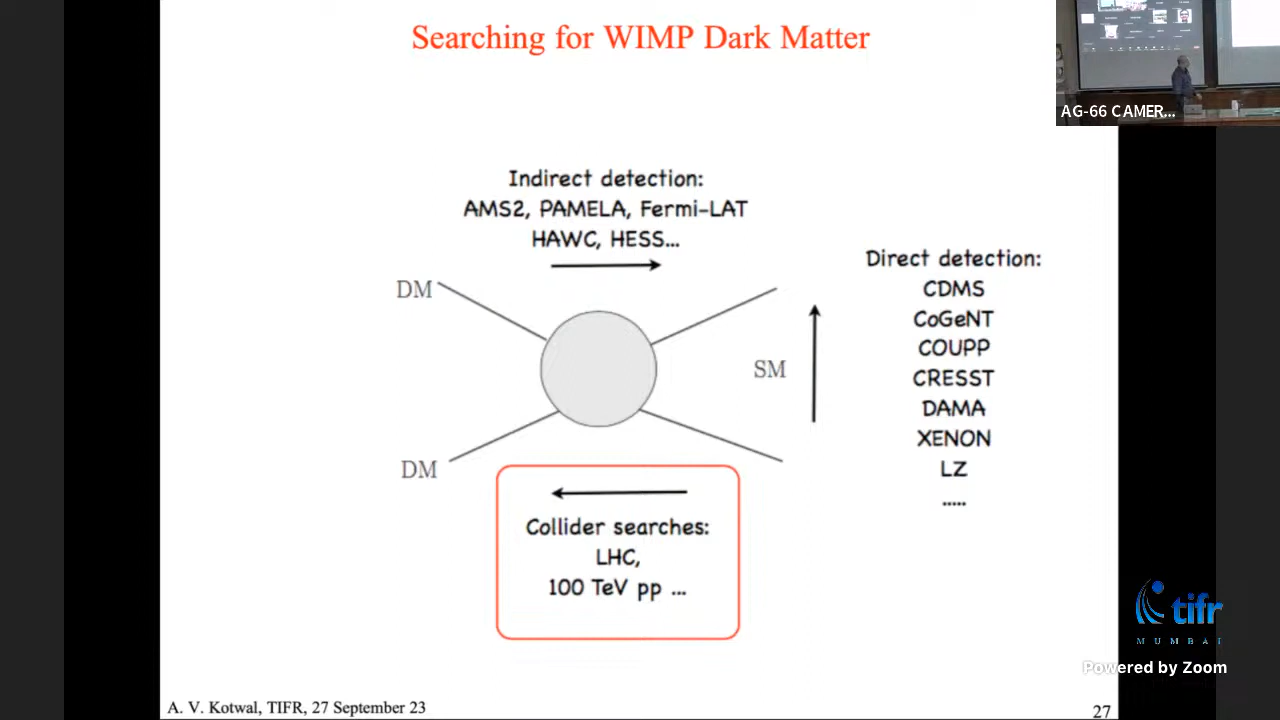 Searching for WIMP Dark Matter
AG-66 CAMER...
Indirect detection:
AMS2, PAMELA, Fermi-LAT
HAWC, HESS...
DM
DM
SM
Direct detection:
CDMS
CoGeNT
COUPP
CRESST
DAMA
XENON
LZ
.....
Collider searches:
LHC,
100 TeV pp ...
tifr
MUMBAI
Powered by Zoom
A. V. Kotwal, TIFR, 27 September 23
27